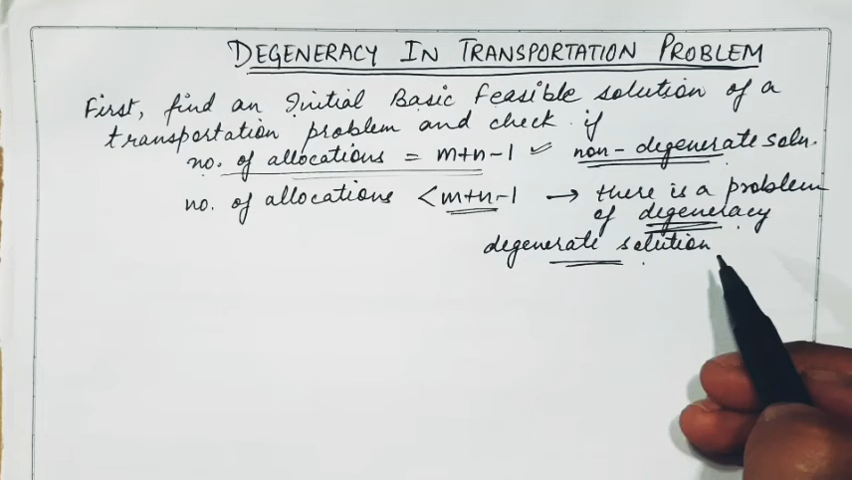 DEGENERACY IN TRANSPORTATION PROBLEM
First, find an Initial Basic Feasible solution of a
transportation problem and check if
no. of allocations = m+n-1 ✓ non-degenerate soln.
no. of allocations < m+n-1 → there is a problem
of degeneracy
degenerate solution